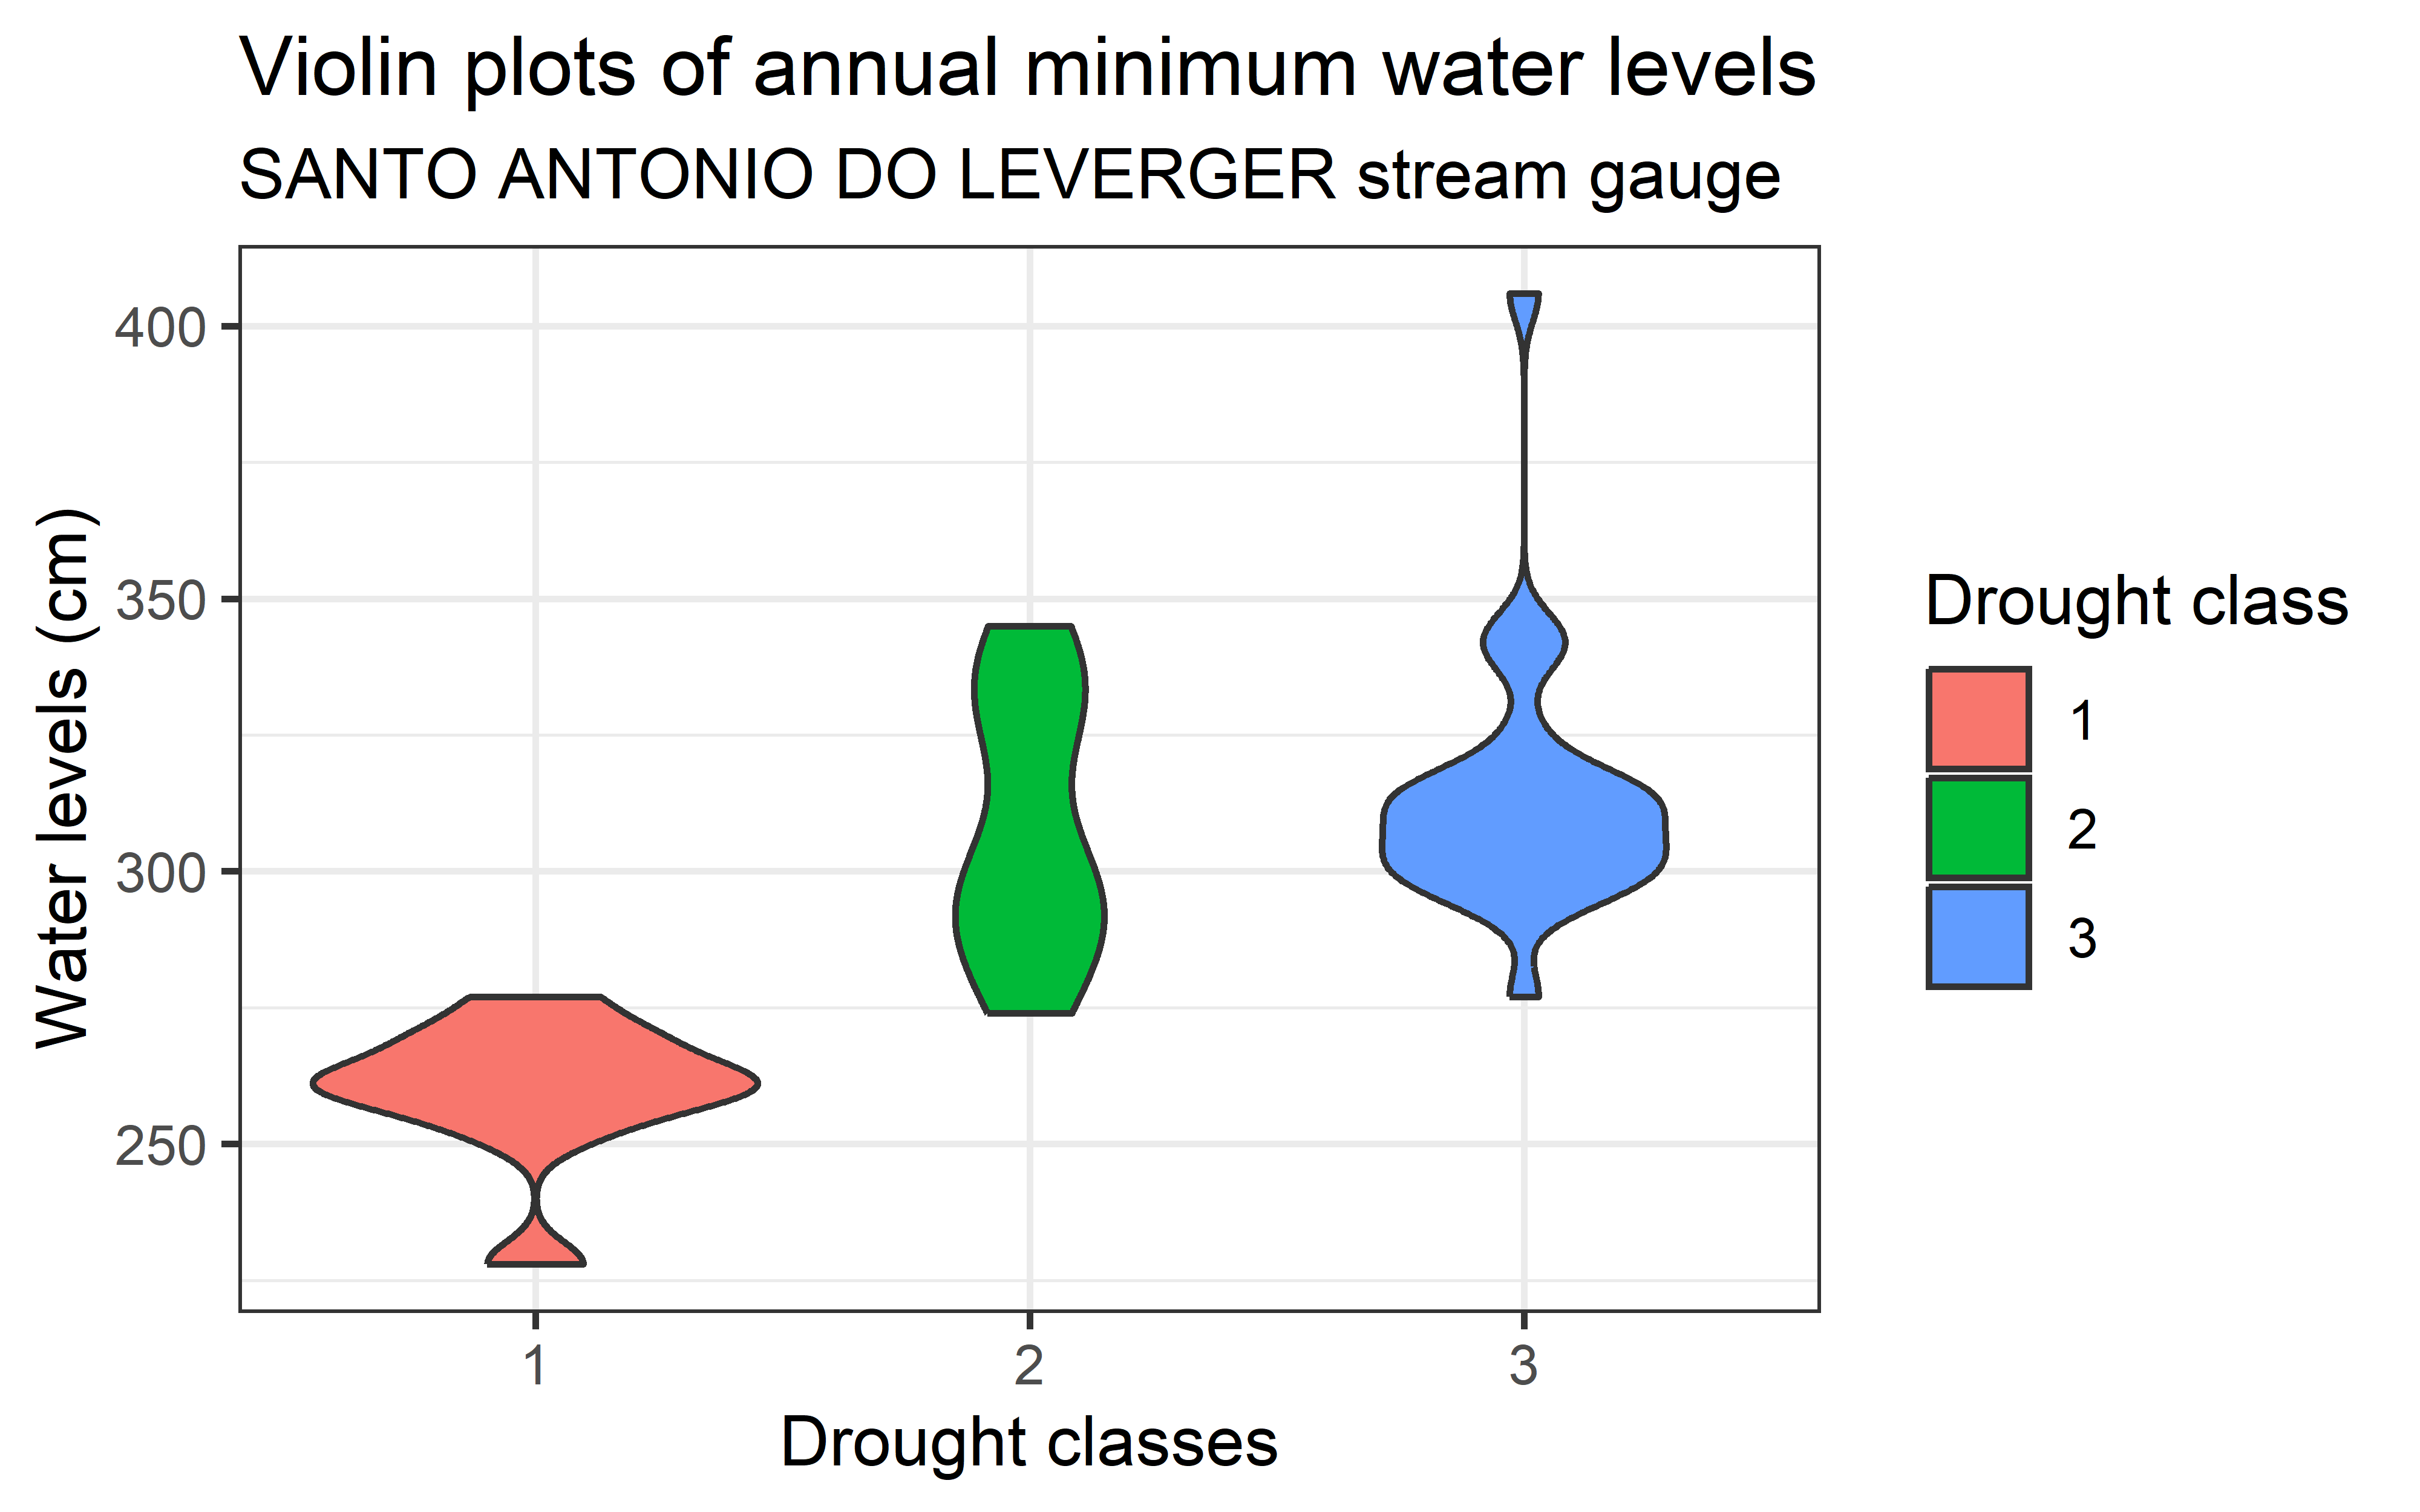 Violin plots of annual minimum water levels
SANTO ANTONIO DO LEVERGER stream gauge
Water levels (cm)
400
350
300
250
1
2
3
Drought classes
Drought class
1
2
3